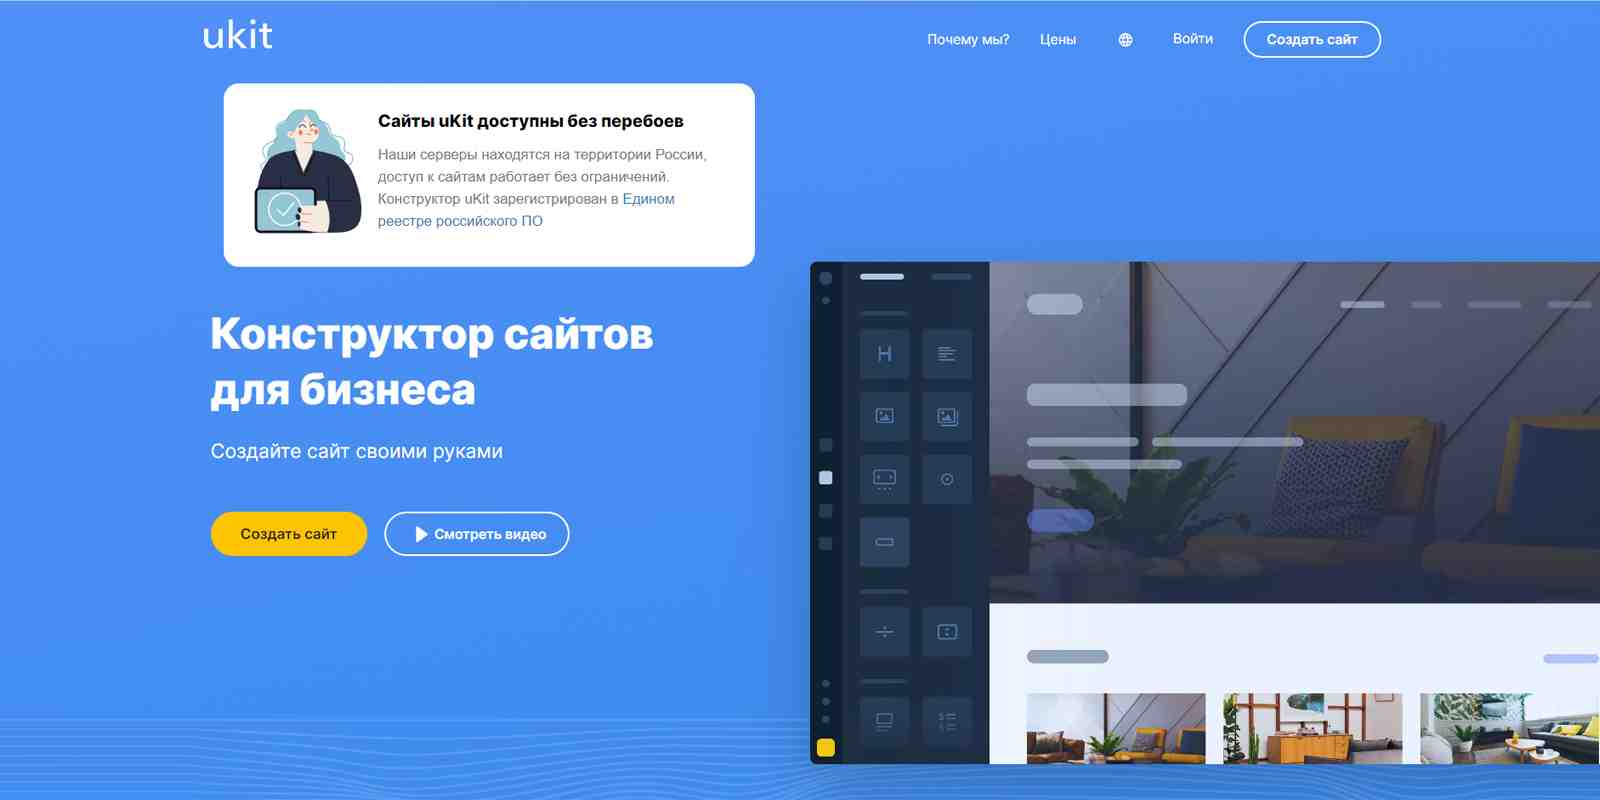 ukit
Почему мы?
Цены
Войти
Создать сайт
Сайты uKit доступны без перебоев
Наши серверы находятся на территории России,
доступ к сайтам работает без ограничений.
Конструктор uKit зарегистрирован в Едином
реестре российского ПО
Конструктор сайтов
для бизнеса
Создайте сайт своими руками
Создать сайт
Смотреть видео
H